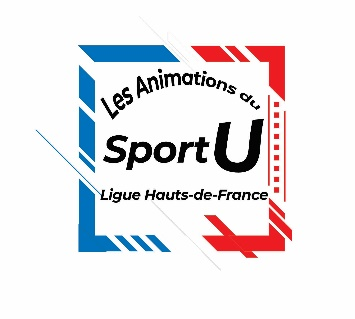 Les Animations du
Sport U
Ligue Hauts-de-France